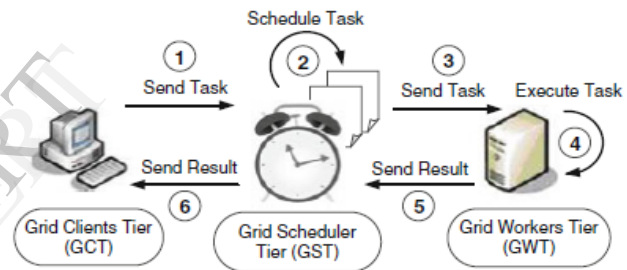 Schedule Task
1
2
3
Send Task
Send Task
Execute Task
4
Send Result
Send Result
6
5
Grid Clients Tier
(GCT)
Grid Scheduler
Tier (GST)
Grid Workers Tier
(GWT)